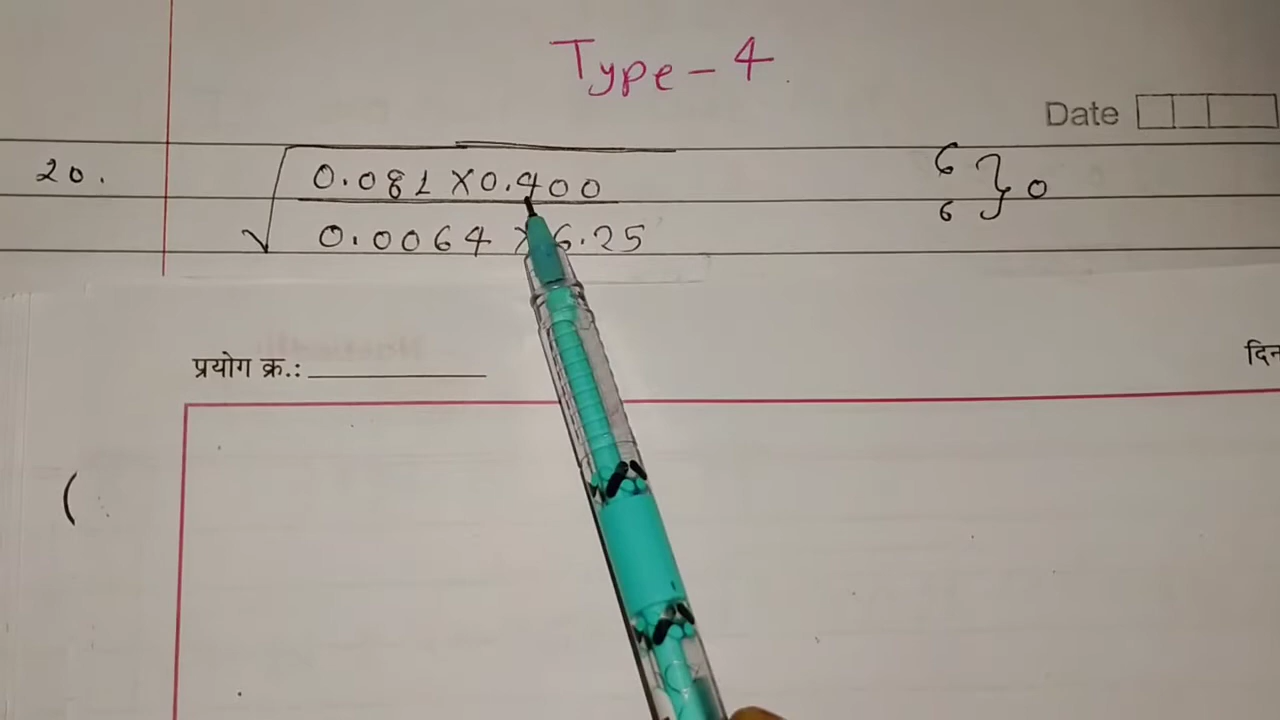 Type-4
Date
20. √ 0.081 × 0.400
0.0064 × 6.25
6
6 } 0
प्रयोग क्र.:
(